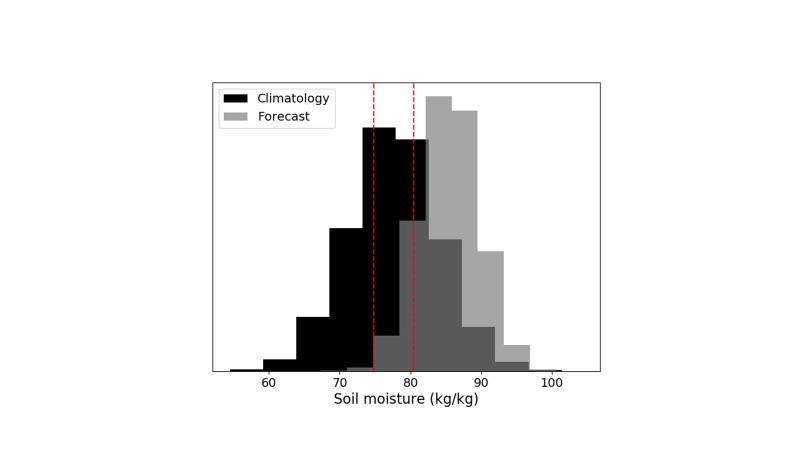 Climatology
Forecast
60 70 80 90 100
Soil moisture (kg/kg)